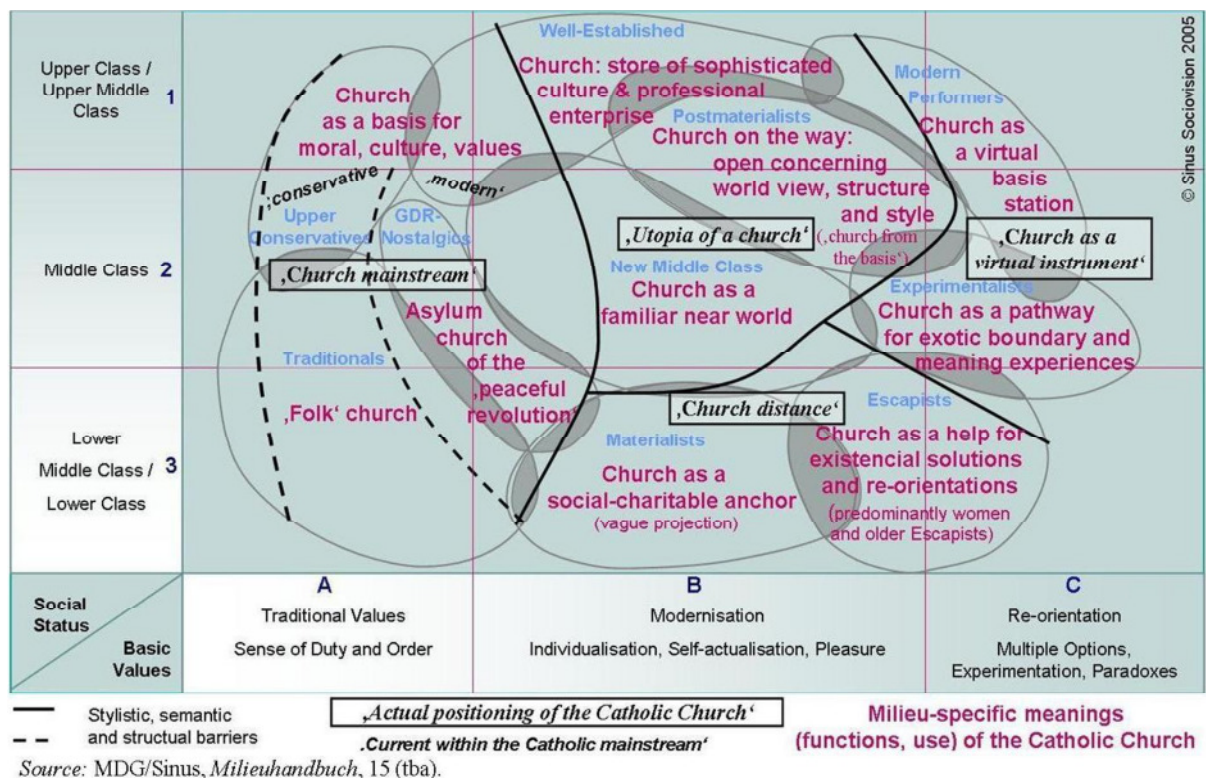 Well-Established
Church: store of sophisticated
culture & professional
enterprise
Upper Class /
Upper Middle
Class
1
Church
as a basis for
moral, culture, values
Modern
Performers
Church as
a virtual
basis
station
Postmaterialists
Church on the way:
open concerning
world view, structure
and style
(‚church from
the basis‘)
© Sinus Sociovision 2005
‚conservative
‚modern‘
Upper
Conservatives
GDR-
Nostalgics
‚Utopia of a church‘
‚Church as a
virtual instrument‘
Middle Class
2
‚Church mainstream‘
New Middle Class
Church as a
familiar near world
Experimentalists
Church as a pathway
for exotic boundary and
meaning experiences
Asylum
church
of the
‚peaceful
revolution‘
Traditionals
‚Folk‘ church
‚Church distance‘
Escapists
Church as a help for
existencial solutions
and re-orientations
(predominantly women
and older Escapists)
Lower
Middle Class /
Lower Class
3
Materialists
Church as a
social-charitable anchor
(vague projection)
Social
Status
Basic
Values
A
Traditional Values
Sense of Duty and Order
B
Modernisation
Individualisation, Self-actualisation, Pleasure
C
Re-orientation
Multiple Options,
Experimentation, Paradoxes
Stylistic, semantic
and structual barriers
‚Actual positioning of the Catholic Church‘
‚Current within the Catholic mainstream‘
Milieu-specific meanings
(functions, use) of the Catholic Church
Source: MDG/Sinus, Milieuhandbuch, 15 (tba).